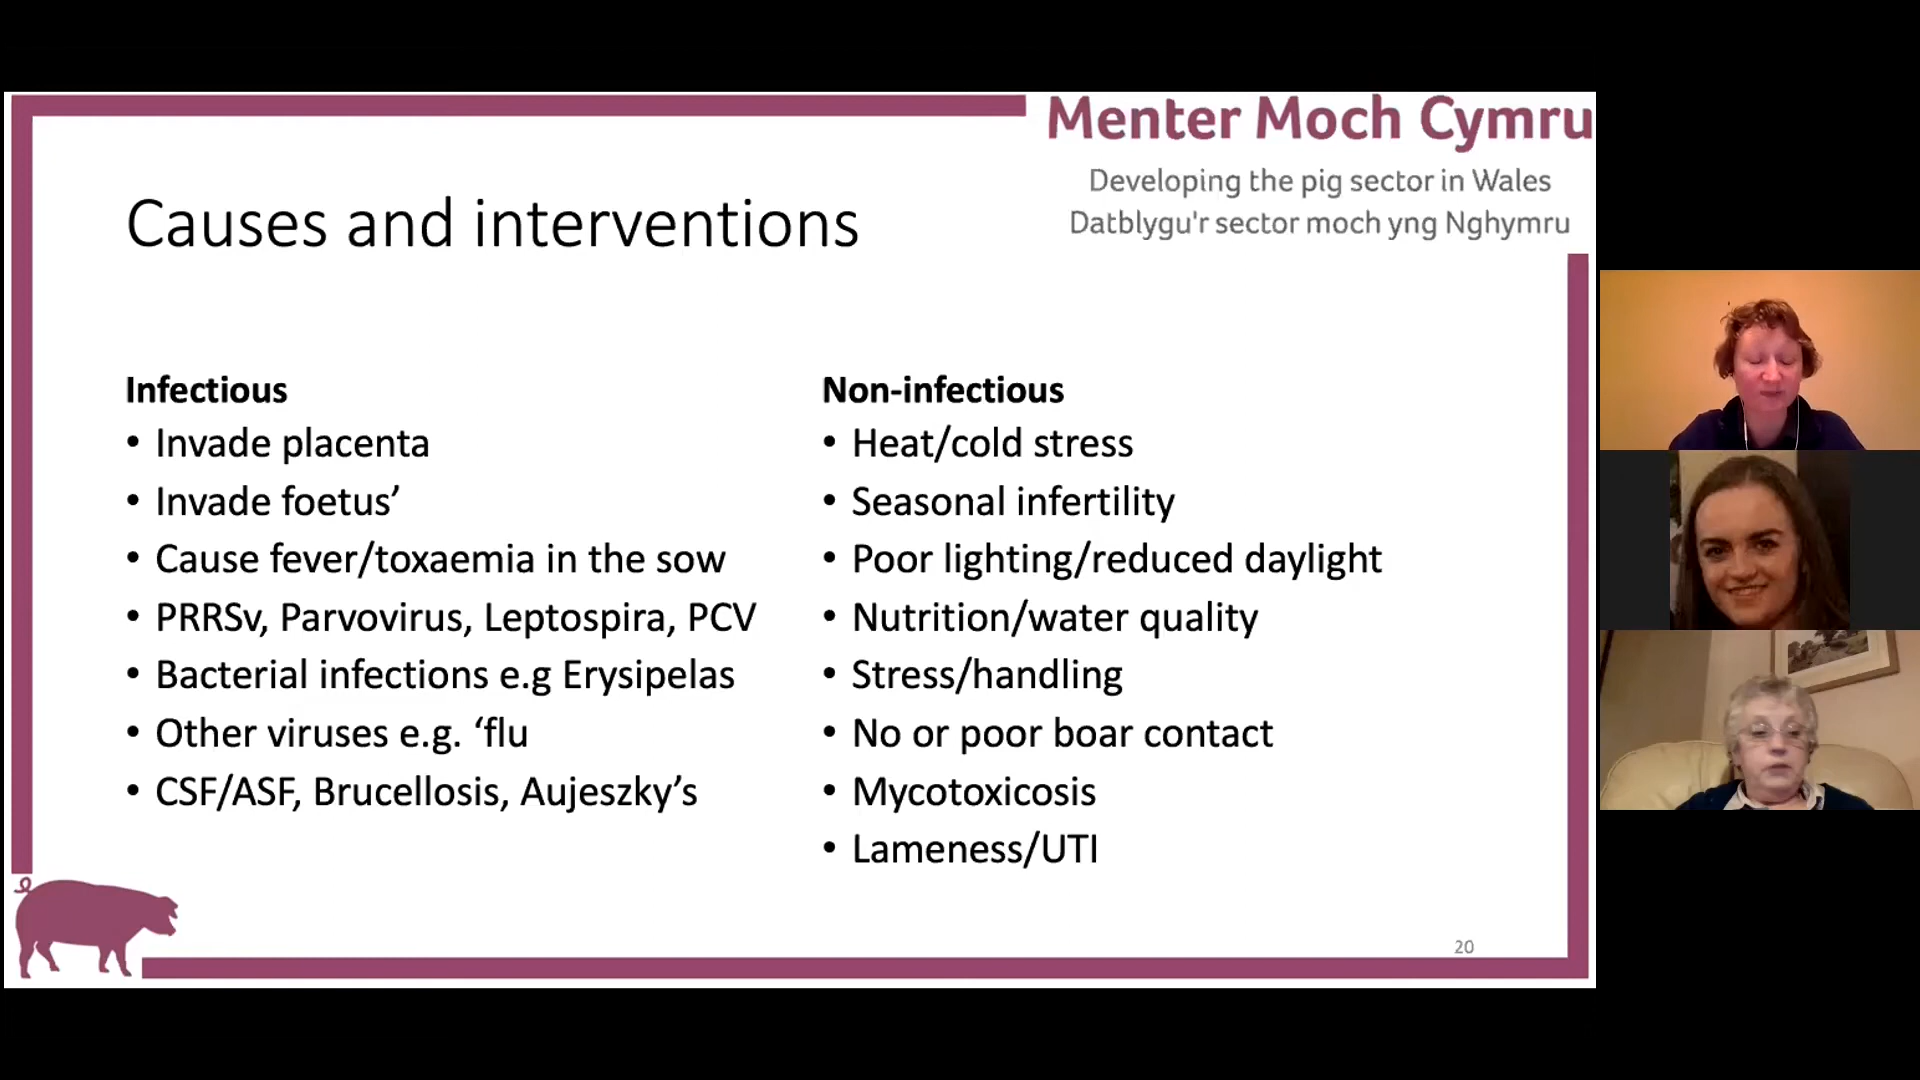 Menter Moch Cymru
Developing the pig sector in Wales
Datblygu'r sector moch yng Nghymru
Causes and interventions
Infectious
• Invade placenta
• Invade foetus’
• Cause fever/toxaemia in the sow
• PRRSv, Parvovirus, Leptospira, PCV
• Bacterial infections e.g Erysipelas
• Other viruses e.g. ‘flu
• CSF/ASF, Brucellosis, Aujeszky’s
Non-infectious
• Heat/cold stress
• Seasonal infertility
• Poor lighting/reduced daylight
• Nutrition/water quality
• Stress/handling
• No or poor boar contact
• Mycotoxicosis
• Lameness/UTI
20